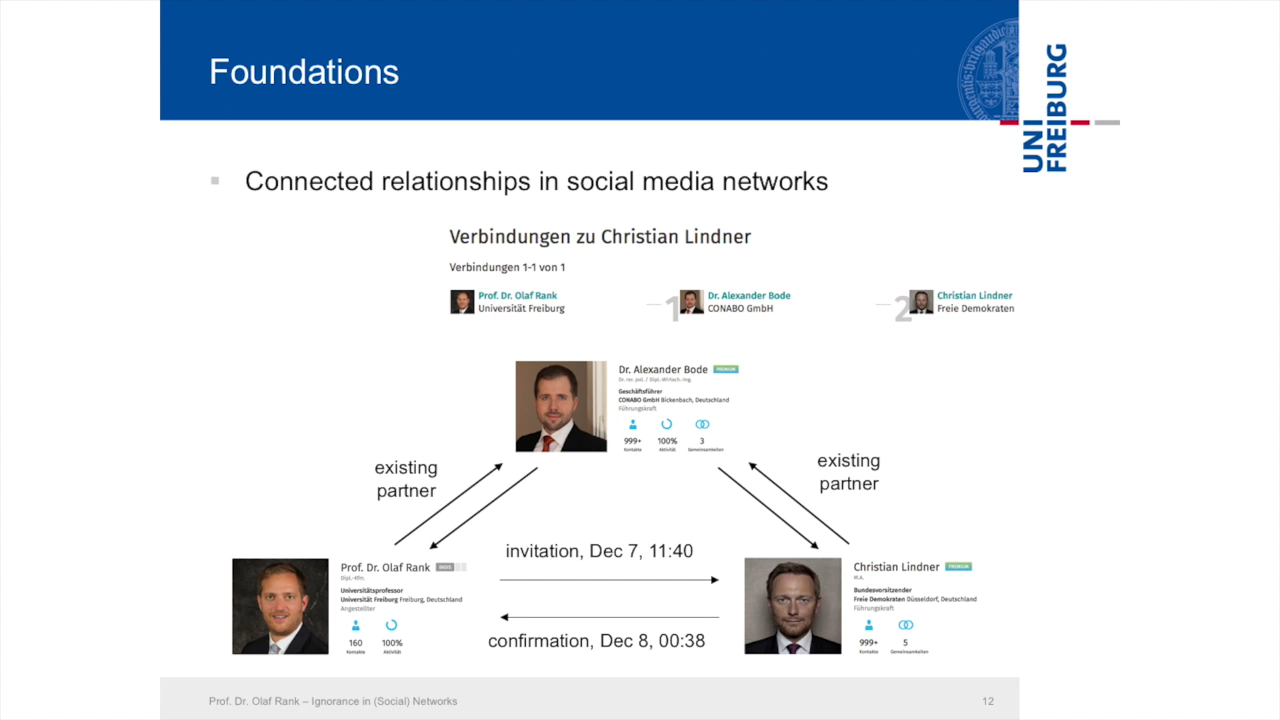 Foundations
UNI
FREIBURG
Connected relationships in social media networks
Verbindungen zu Christian Lindner
Verbindungen 1-1 von 1
Prof. Dr. Olaf Rank
Universität Freiburg
1
Dr. Alexander Bode
CONABO GmbH
2
Christian Lindner
Freie Demokraten
Dr. Alexander Bode PREMIUM
Dr. rer. pol. / Dipl.-Wirtsch.-Ing.
Geschäftsführer
CONABO GmbH Bickenbach, Deutschland
Führungskraft
999+ 100% 3
Kontakte Aktivität Gemeinsamkeiten
existing
partner
existing
partner
invitation, Dec 7, 11:40
confirmation, Dec 8, 00:38
Prof. Dr. Olaf Rank BASIS
Dipl.-Kfm.
Universitätsprofessor
Universität Freiburg Freiburg, Deutschland
Angestellter
160 100%
Kontakte Aktivität
Christian Lindner PREMIUM
M.A.
Bundesvorsitzender
Freie Demokraten Düsseldorf, Deutschland
Führungskraft
999+ 5
Kontakte Gemeinsamkeiten
Prof. Dr. Olaf Rank – Ignorance in (Social) Networks
12